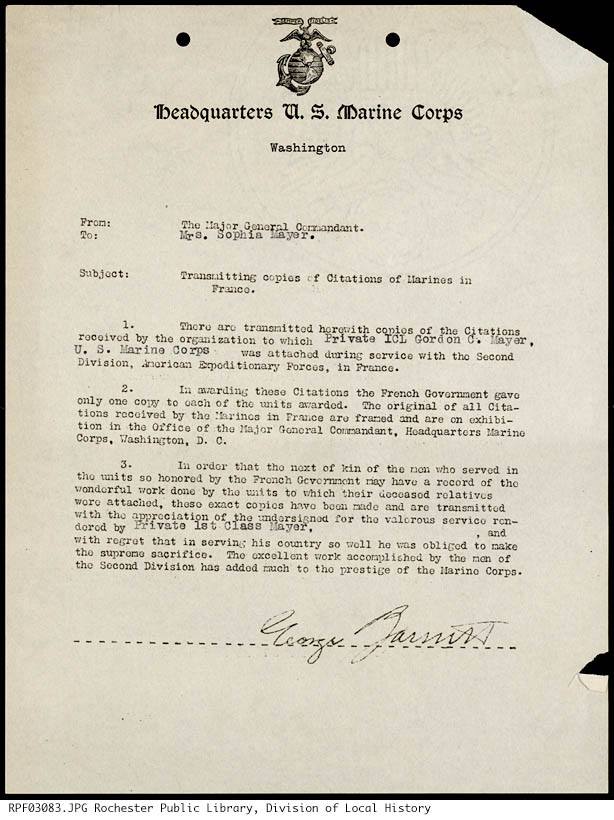 Headquarters U. S. Marine Corps
Washington
From: The Major General Commandant.
To: Mrs. Sophia Mayer.
Subject: Transmitting copies of Citations of Marines in
France.
1. There are transmitted herewith copies of the Citations
received by the organization to which Private ICL Gordon C. Mayer,
U. S. Marine Corps was attached during service with the Second
Division, American Expeditionary Forces, in France.
2. In awarding these Citations the French Government gave
only one copy to each of the units awarded. The original of all Cita-
tions received by the Marines in France are framed and are on exhibi-
tion in the Office of the Major General Commandant, Headquarters Marine
Corps, Washington, D. C.
3. In order that the next of kin of the men who served in
the units so honored by the French Government may have a record of the
wonderful work done by the units to which their deceased relatives
were attached, these exact copies have been made and are transmitted
with the appreciation of the undersigned for the valorous service ren-
dered by Private 1st Class Mayer, , and
with regret that in serving his country so well he was obliged to make
the supreme sacrifice. The excellent work accomplished by the men of
the Second Division has added much to the prestige of the Marine Corps.
George Barnett
RPF03083.JPG Rochester Public Library, Division of Local History